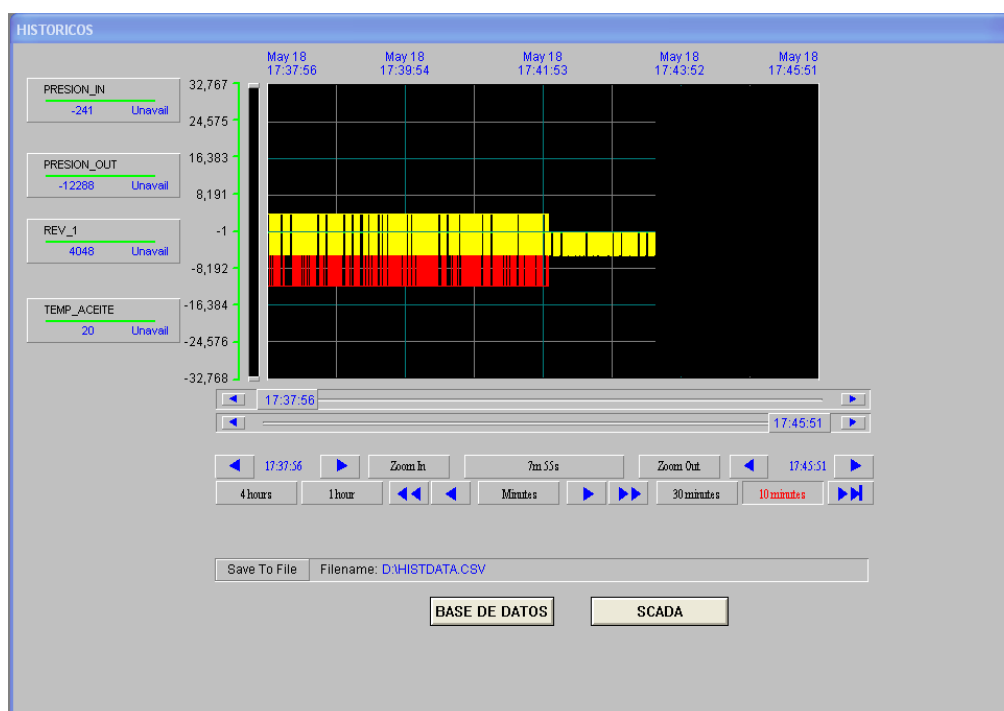 HISTORICOS
May 18 May 18 May 18 May 18 May 18
17:37:56 17:39:54 17:41:53 17:43:52 17:45:51
PRESION_IN
-241 Unavail
PRESION_OUT
-12288 Unavail
REV_1
4048 Unavail
TEMP_ACEITE
20 Unavail
32,767
24,575
16,383
8,191
-1
-8,192
-16,384
-24,576
-32,768
17:37:56
17:45:51
17:37:56 Zoom In 7m 55s Zoom Out 17:45:51
4 hours 1 hour Minutes 30 minutes 10 minutes
Save To File Filename: D:\HISTDATA.CSV
BASE DE DATOS SCADA